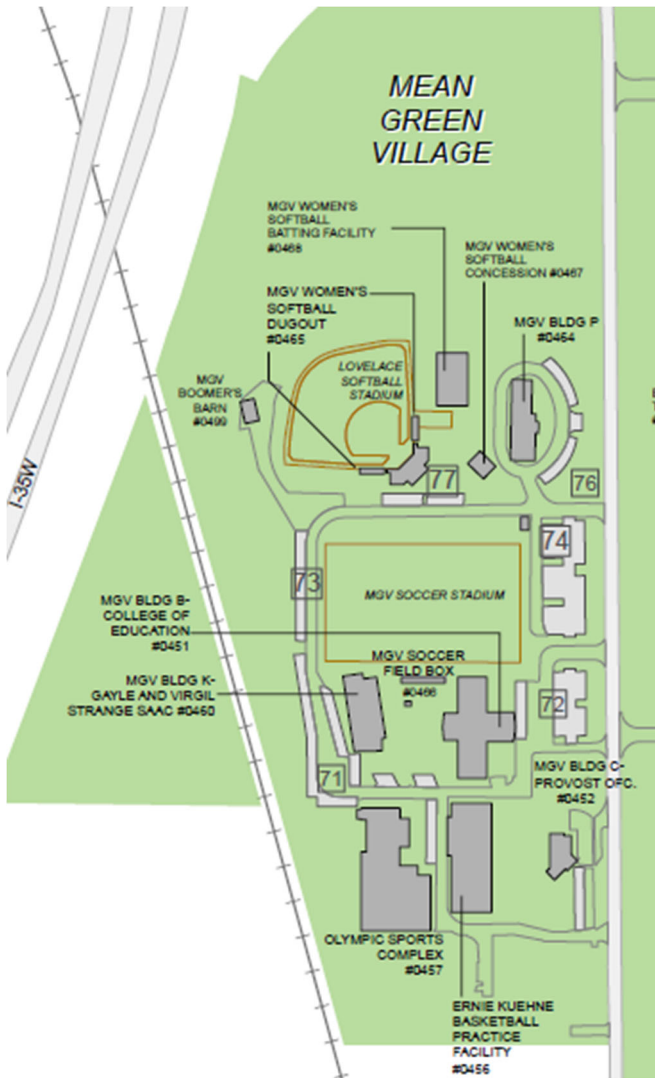 MEAN
GREEN
VILLAGE
MGV WOMEN'S
SOFTBALL
BATTING FACILITY
#0468
MGV WOMEN'S
SOFTBALL
CONCESSION #0467
MGV WOMEN'S
SOFTBALL
DUGOUT
#0465
MGV BLDG P
#0464
LOVELACE
SOFTBALL
STADIUM
MGV
BOOMER'S
BARN
#0499
I-35W
77
76
74
73
MGV SOCCER STADIUM
MGV BLDG B-
COLLEGE OF
EDUCATION
#0451
MGV SOCCER
FIELD BOX
#0466
MGV BLDG K-
GAYLE AND VIRGIL
STRANGE SAAC #0460
72
71
MGV BLDG C-
PROVOST OFC.
#0452
OLYMPIC SPORTS
COMPLEX
#0457
ERNIE KUEHNE
BASKETBALL
PRACTICE
FACILITY
#0456